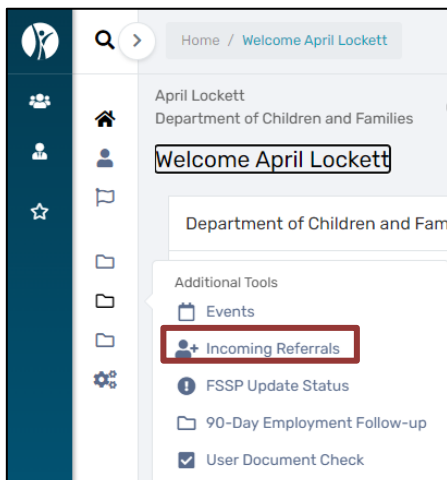 Home / Welcome April Lockett
April Lockett
Department of Children and Families
Welcome April Lockett
Department of Children and Fam
Additional Tools
Events
Incoming Referrals
FSSP Update Status
90-Day Employment Follow-up
User Document Check